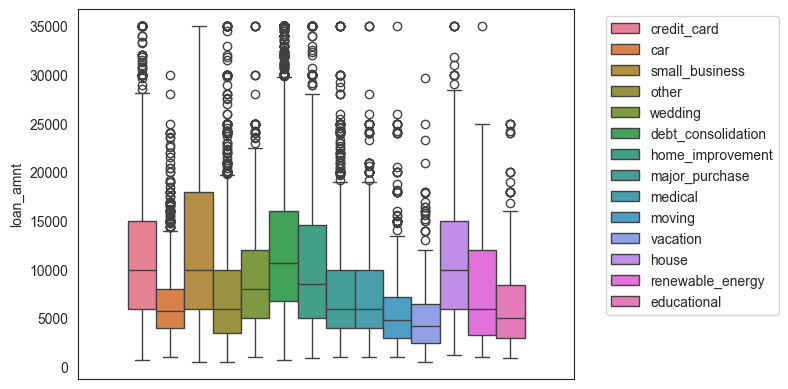 35000
30000
25000
20000
15000
10000
5000
0
loan_amnt
credit_card
car
small_business
other
wedding
debt_consolidation
home_improvement
major_purchase
medical
moving
vacation
house
renewable_energy
educational